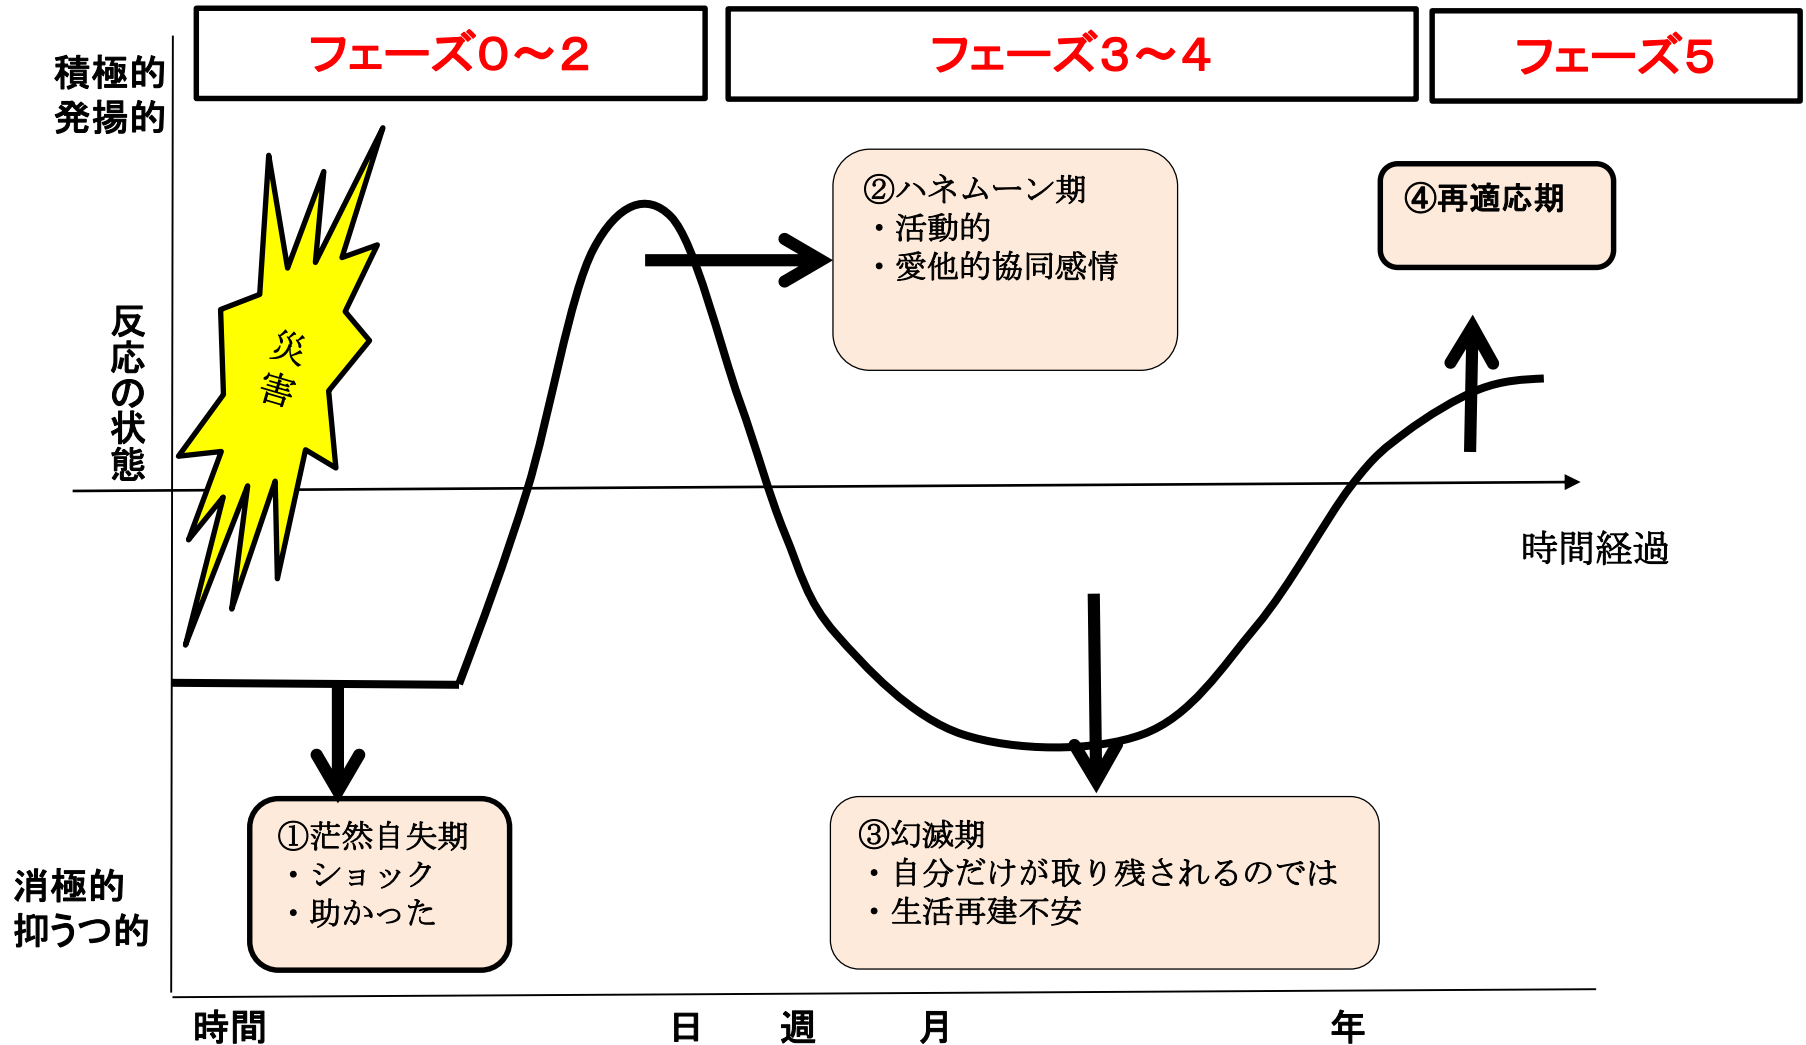 フェーズ０～２
フェーズ３～４
フェーズ５
積極的
発揚的
反応の状態
災害
②ハネムーン期
・活動的
・愛他的協同感情
④再適応期
時間経過
①茫然自失期
・ショック
・助かった
③幻滅期
・自分だけが取り残されるのでは
・生活再建不安
消極的
抑うつ的
時間
日
週
月
年